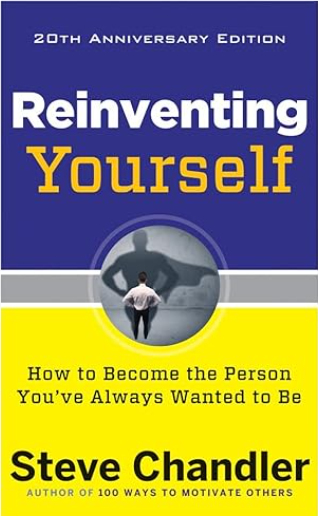 20TH ANNIVERSARY EDITION
Reinventing
Yourself
How to Become the Person
You've Always Wanted to Be
Steve Chandler
AUTHOR OF 100 WAYS TO MOTIVATE OTHERS